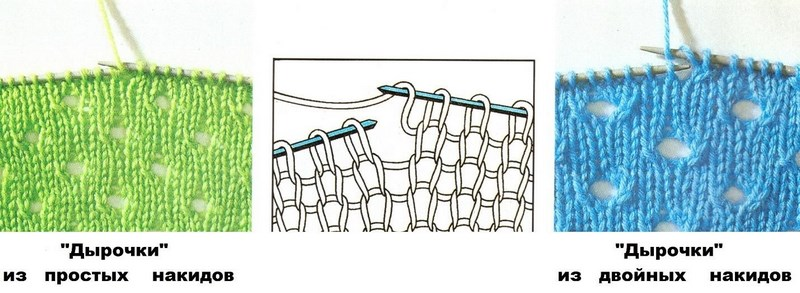 "Дырочки"
из простых накидов
"Дырочки"
из двойных накидов